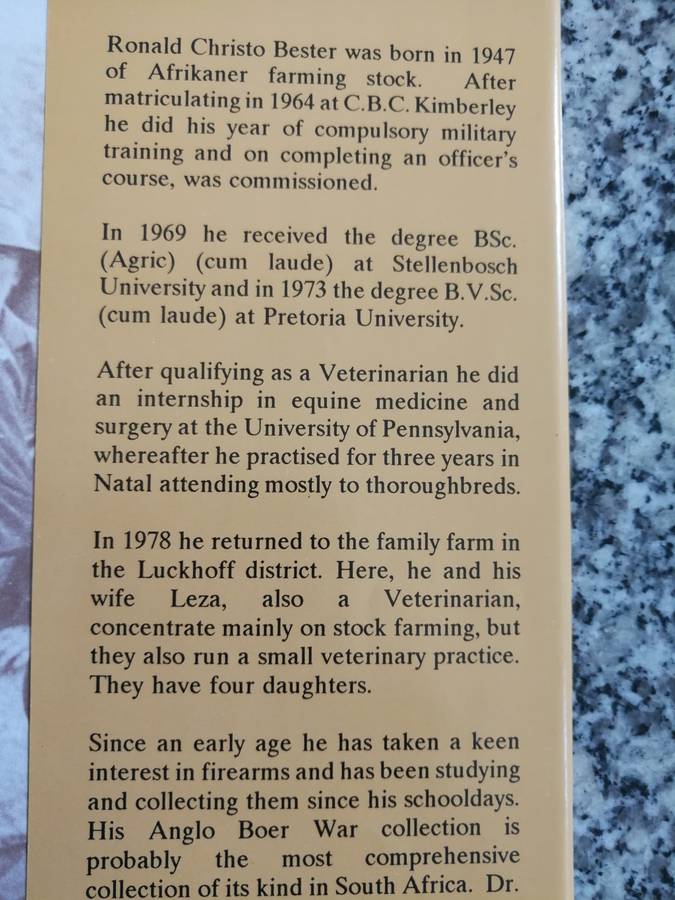 Ronald Christo Bester was born in 1947
of Afrikaner farming stock. After
matriculating in 1964 at C.B.C. Kimberley
he did his year of compulsory military
training and on completing an officer's
course, was commissioned.
In 1969 he received the degree BSc.
(Agric) (cum laude) at Stellenbosch
University and in 1973 the degree B.V.Sc.
(cum laude) at Pretoria University.
After qualifying as a Veterinarian he did
an internship in equine medicine and
surgery at the University of Pennsylvania,
whereafter he practised for three years in
Natal attending mostly to thoroughbreds.
In 1978 he returned to the family farm in
the Luckhoff district. Here, he and his
wife Leza, also a Veterinarian,
concentrate mainly on stock farming, but
they also run a small veterinary practice.
They have four daughters.
Since an early age he has taken a keen
interest in firearms and has been studying
and collecting them since his schooldays.
His Anglo Boer War collection is
probably the most comprehensive
collection of its kind in South Africa. Dr.